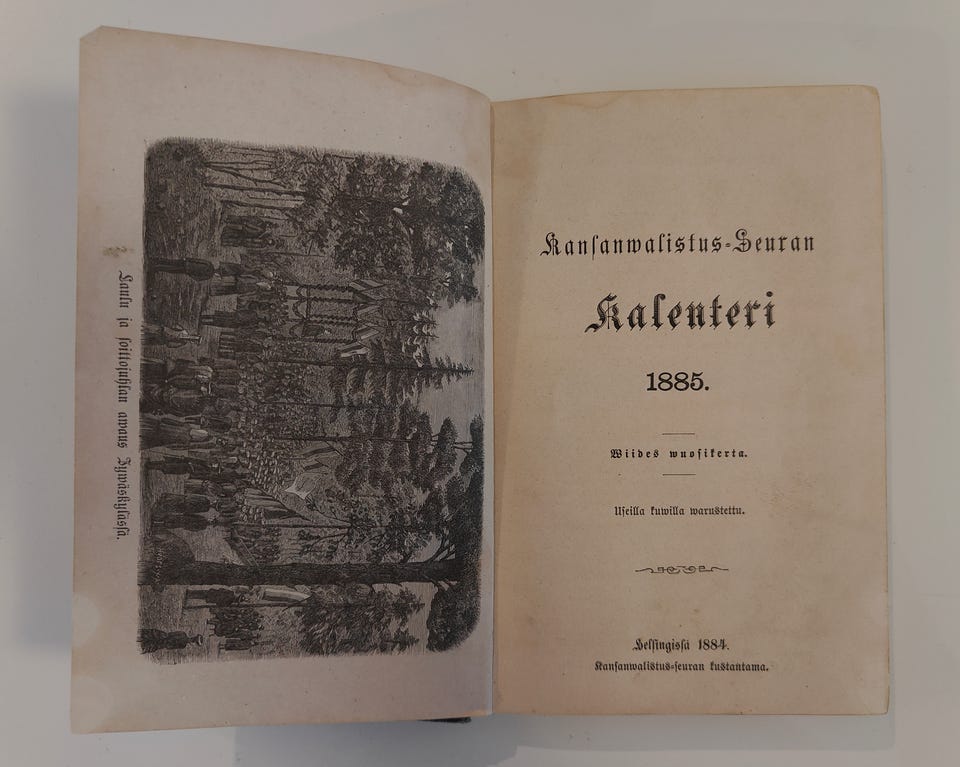 Laulu ja soittojuhlan awaus Jywäskylässä.
Kansanwalistus-Seuran
Kalenteri
1885.
Wiides wuosikerta.
Useilla kuwilla warustettu.
Helsingissä 1884.
Kansanwalistus-seuran kustantama.